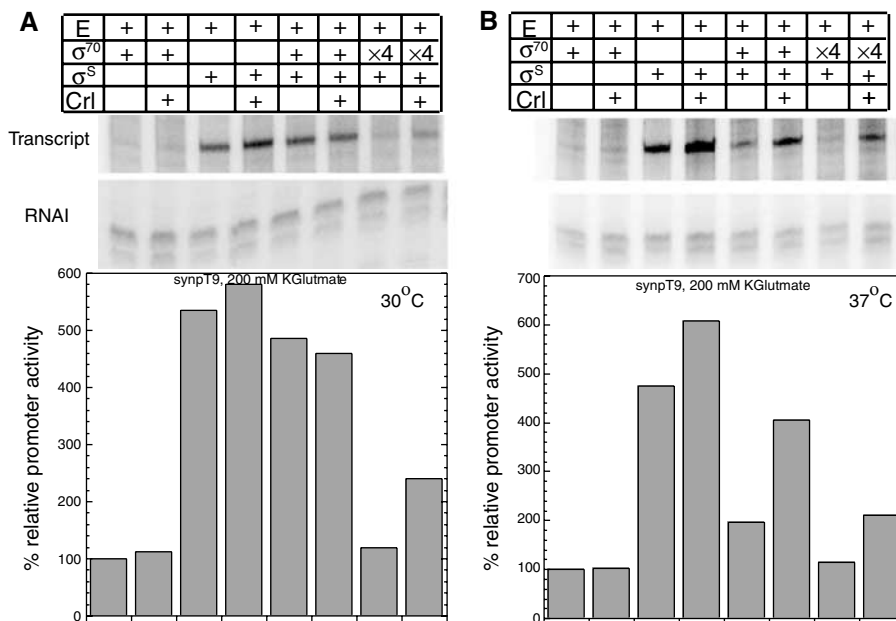 A
E + + + + + + + +
σ70 + + + + ×4 ×4
σS + + + + + +
Crl + + + +
Transcript
RNAI
synpT9, 200 mM KGlutmate
30°C
% relative promoter activity
600
500
400
300
200
100
0
B
E + + + + + + + +
σ70 + + + + ×4 ×4
σS + + + + + +
Crl + + + +
synpT9, 200 mM KGlutmate
37°C
% relative promoter activity
700
600
500
400
300
200
100
0